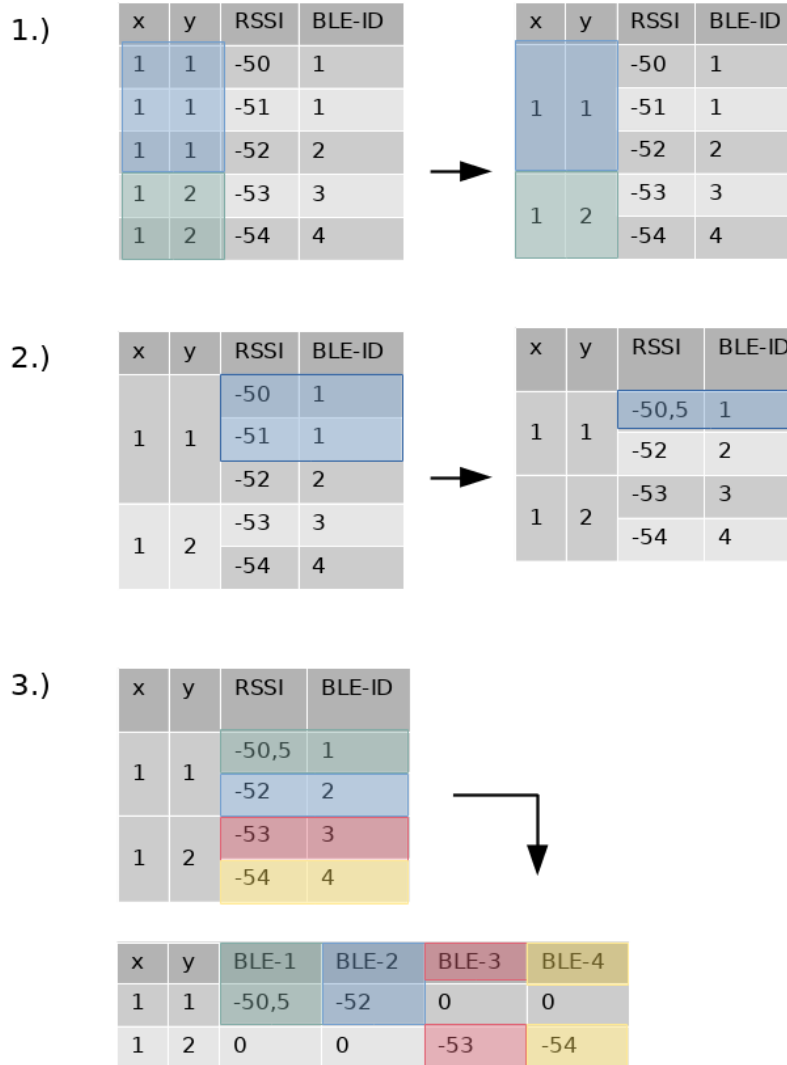 1.)
x y RSSI BLE-ID
1 1 -50 1
1 1 -51 1
1 1 -52 2
1 2 -53 3
1 2 -54 4
x y RSSI BLE-ID
-50 1
1 1 -51 1
-52 2
1 2 -53 3
-54 4
2.)
x y RSSI BLE-ID
-50 1
1 1 -51 1
-52 2
1 2 -53 3
-54 4
x y RSSI BLE-ID
1 1 -50,5 1
-52 2
1 2 -53 3
-54 4
3.)
x y RSSI BLE-ID
1 1 -50,5 1
-52 2
1 2 -53 3
-54 4
x y BLE-1 BLE-2 BLE-3 BLE-4
1 1 -50,5 -52 0 0
1 2 0 0 -53 -54